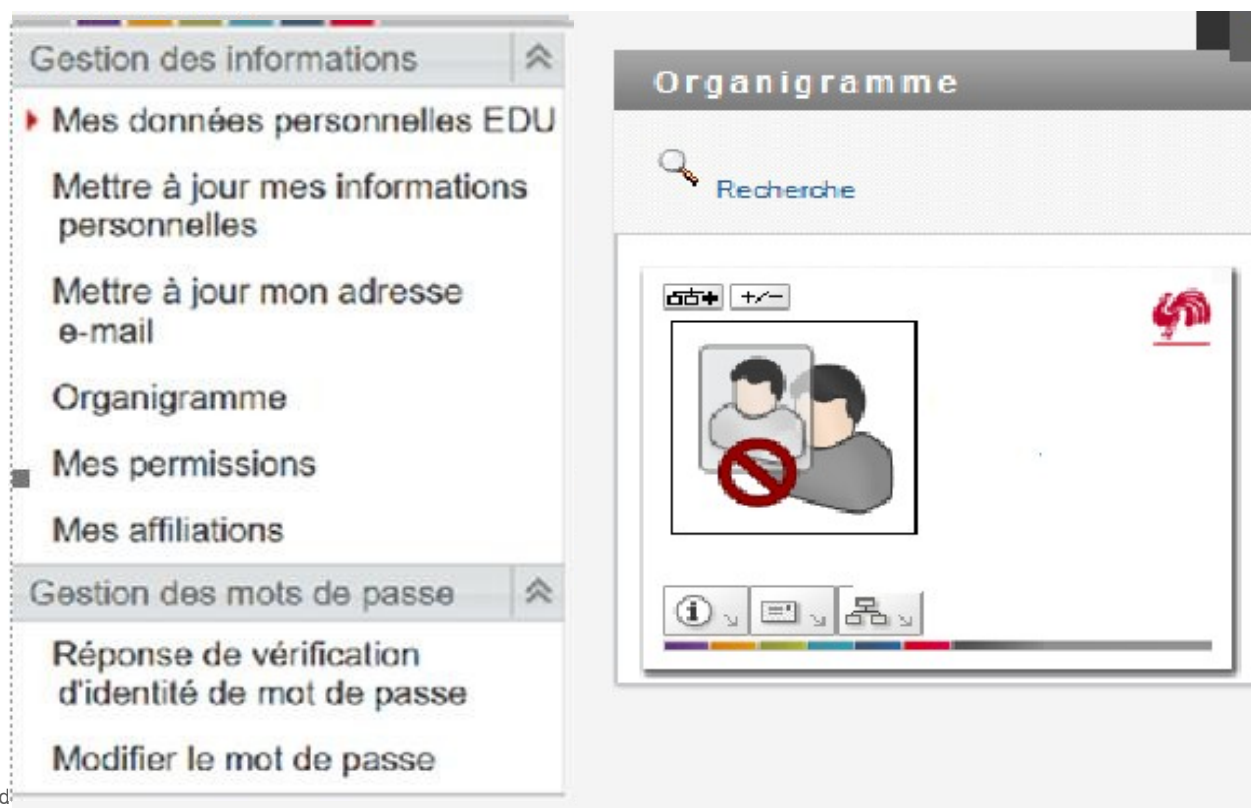 Gestion des informations
Mes données personnelles EDU
Mettre à jour mes informations
personnelles
Mettre à jour mon adresse
e-mail
Organigramme
Mes permissions
Mes affiliations
Gestion des mots de passe
Réponse de vérification
d'identité de mot de passe
Modifier le mot de passe
d
Organigramme
Recherche
+/-